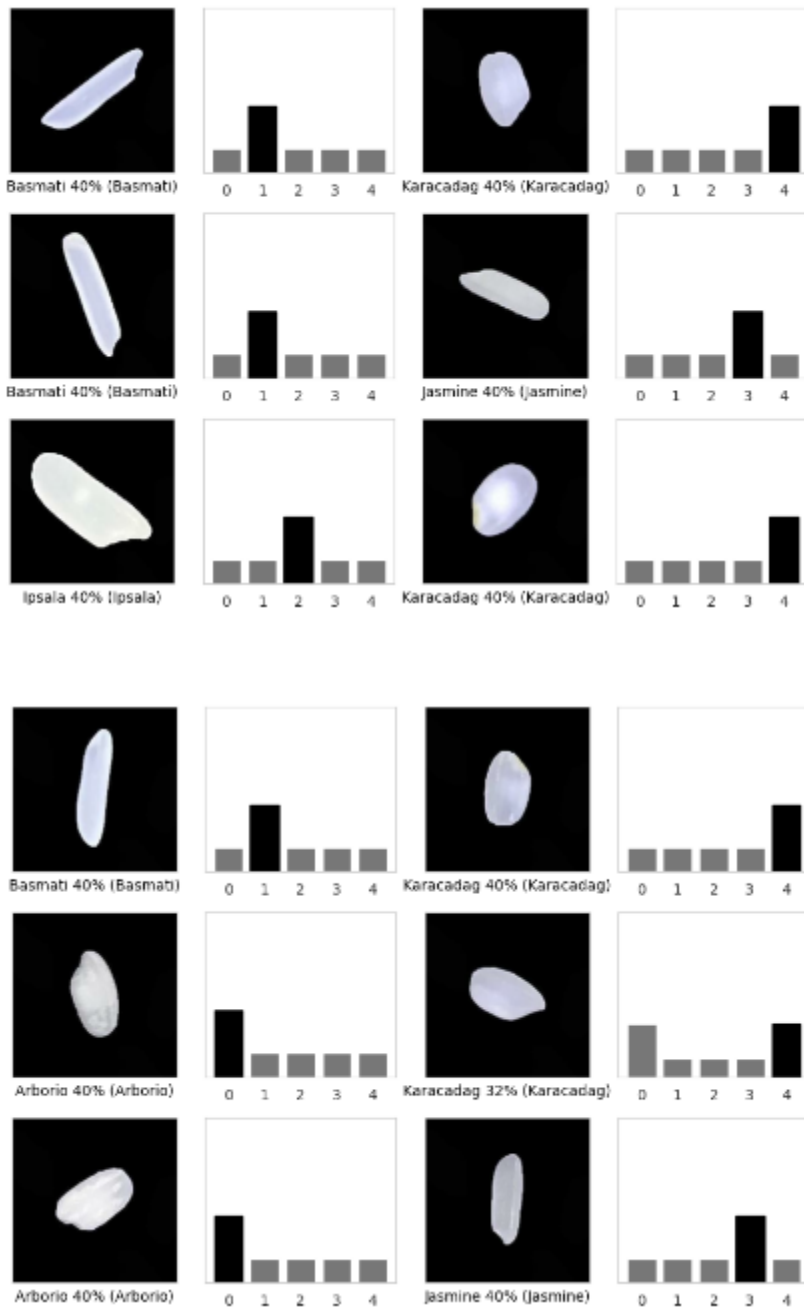 0 1 2 3 4 0 1 2 3 4
Basmati 40% (Basmati) Karacadag 40% (Karacadag)
0 1 2 3 4 0 1 2 3 4
Basmati 40% (Basmati) Jasmine 40% (Jasmine)
0 1 2 3 4 0 1 2 3 4
Ipsala 40% (Ipsala) Karacadag 40% (Karacadag)
0 1 2 3 4 0 1 2 3 4
Basmati 40% (Basmati) Karacadag 40% (Karacadag)
0 1 2 3 4 0 1 2 3 4
Arborio 40% (Arborio) Karacadag 32% (Karacadag)
0 1 2 3 4 0 1 2 3 4
Arborio 40% (Arborio) Jasmine 40% (Jasmine)